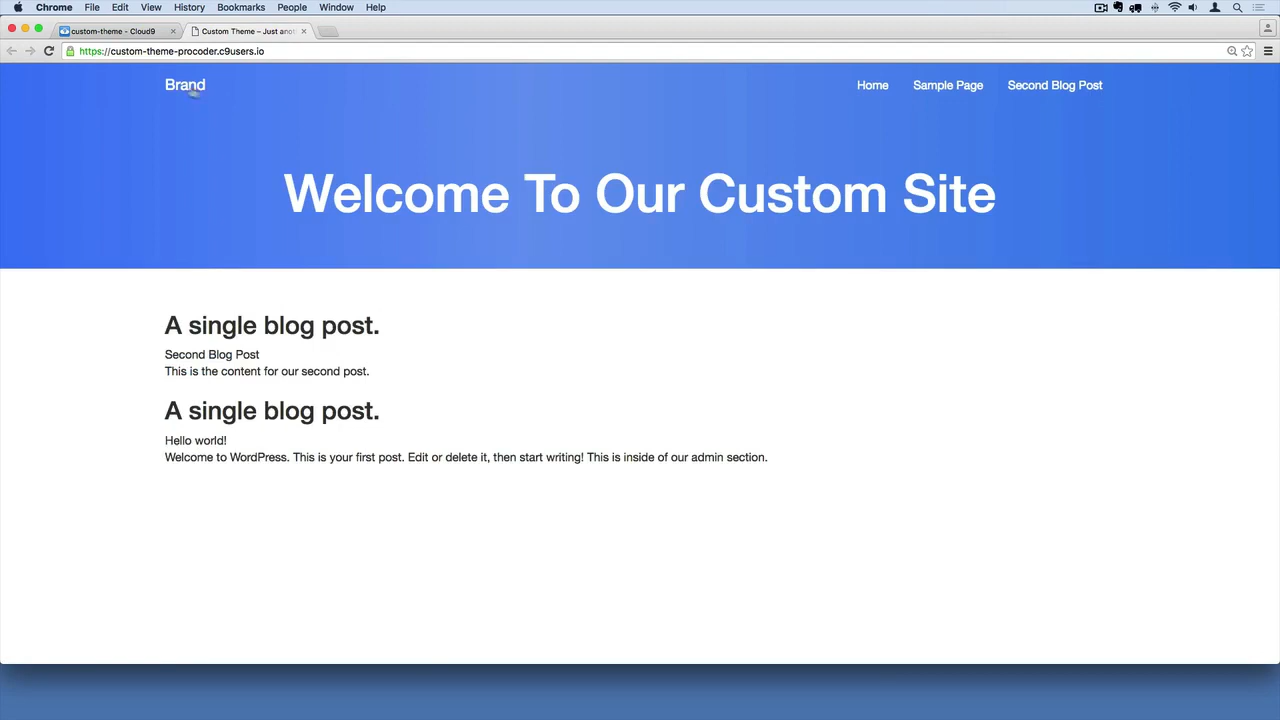 Chrome File Edit View History Bookmarks People Window Help
custom-theme - Cloud9
Custom Theme – Just anot
https://custom-theme-procoder.c9users.io
Brand
Home Sample Page Second Blog Post
Welcome To Our Custom Site
A single blog post.
Second Blog Post
This is the content for our second post.
A single blog post.
Hello world!
Welcome to WordPress. This is your first post. Edit or delete it, then start writing! This is inside of our admin section.